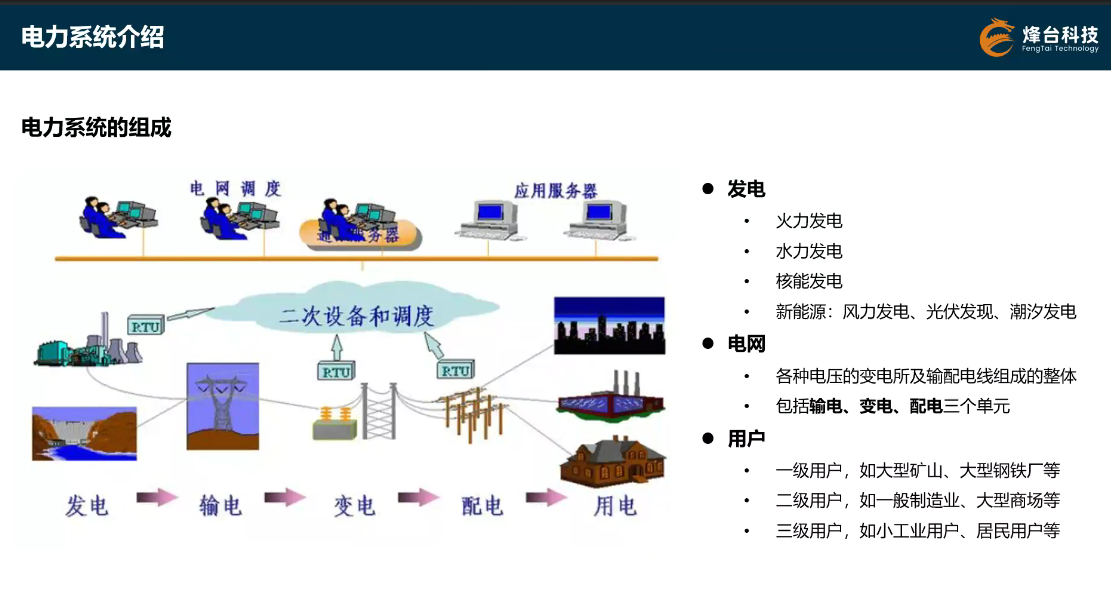 电力系统介绍
烽台科技
FengTai Technology
电力系统的组成
电网调度
应用服务器
服务器
二次设备和调度
RTU
RTU
RTU
发电
输电
变电
配电
用电
● 发电
• 火力发电
• 水力发电
• 核能发电
• 新能源：风力发电、光伏发现、潮汐发电
● 电网
• 各种电压的变电所及输配电线组成的整体
• 包括输电、变电、配电三个单元
● 用户
• 一级用户，如大型矿山、大型钢铁厂等
• 二级用户，如一般制造业、大型商场等
• 三级用户，如小工业用户、居民用户等